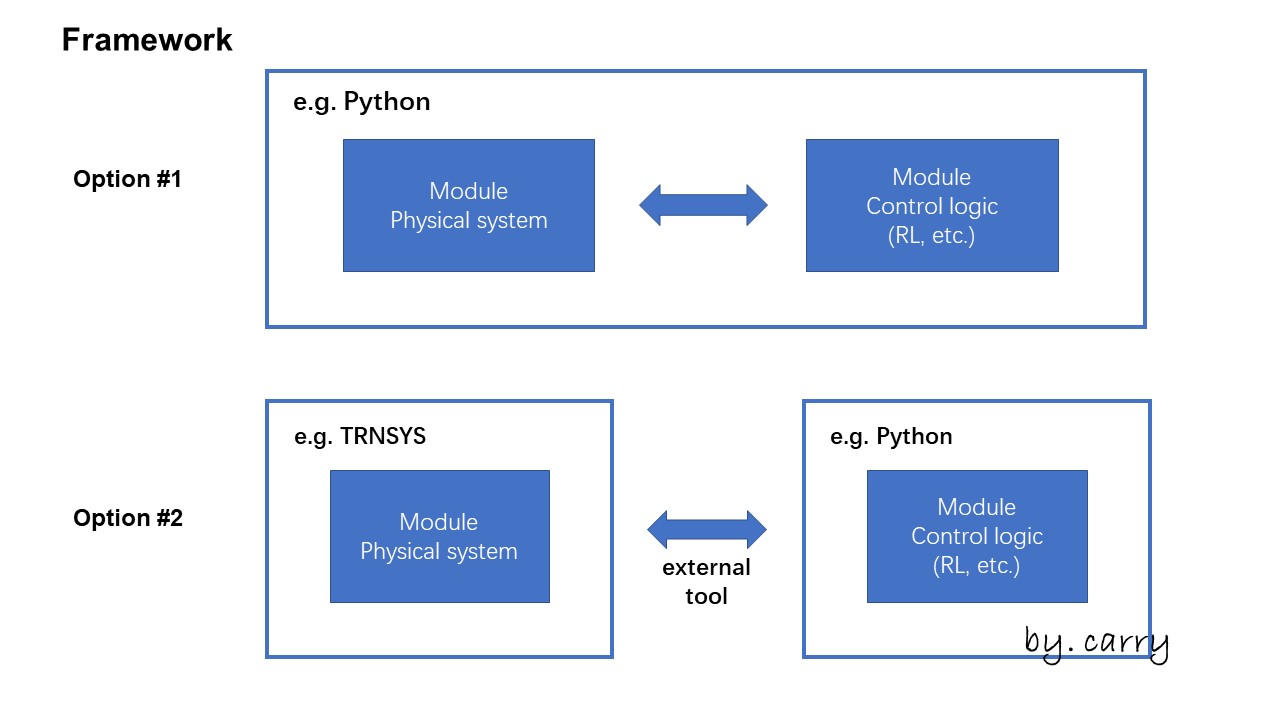 Framework
e.g. Python
Option #1
Module
Physical system
Module
Control logic
(RL, etc.)
e.g. TRNSYS
e.g. Python
Option #2
Module
Physical system
external
tool
Module
Control logic
(RL, etc.)
by. carry